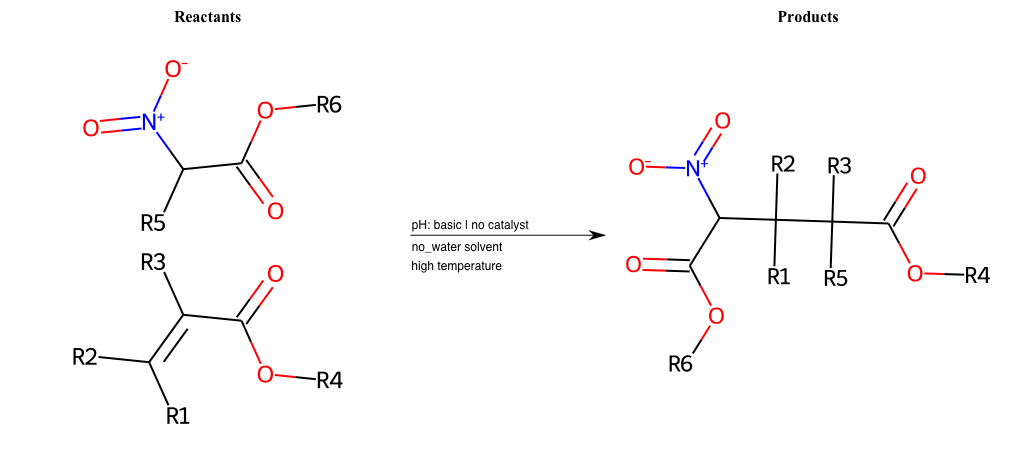 Reactants
Products
O⁻
O
N⁺
O
R6
O
R5
R3
O
R2
O
R4
R1
pH: basic | no catalyst
no_water solvent
high temperature
O
O⁻
N⁺
R2
R3
O
O
R1
R5
O
R4
O
R6